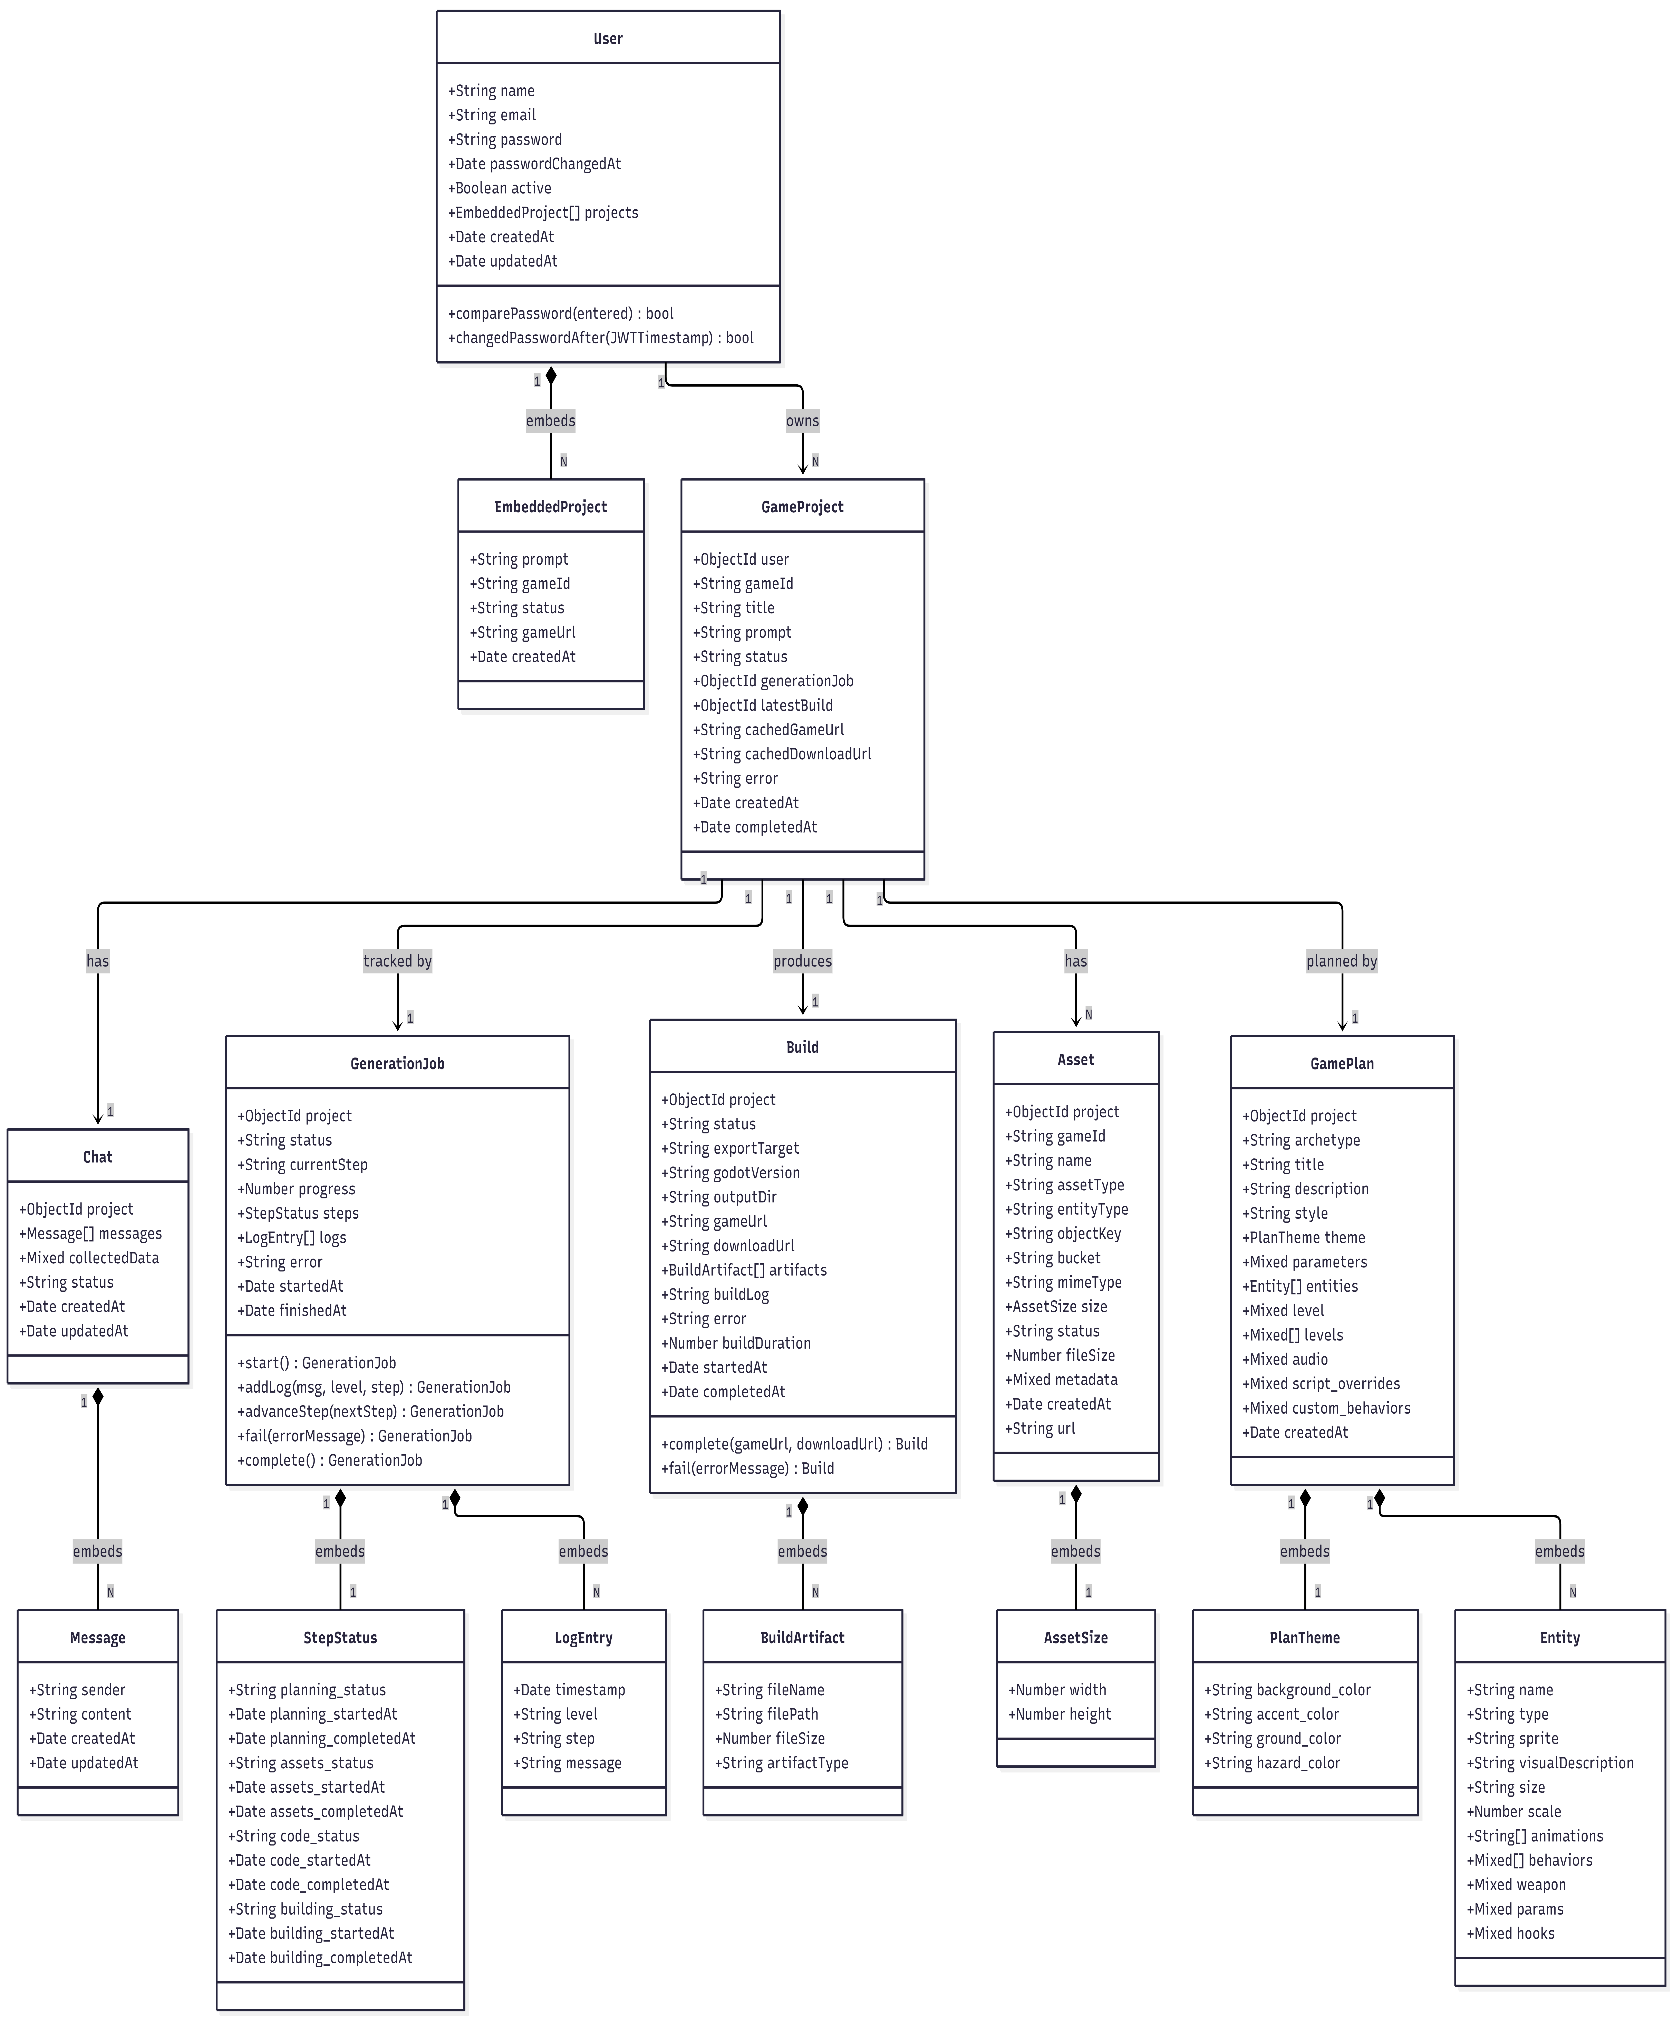 User
+String name
+String email
+String password
+Date passwordChangedAt
+Boolean active
+EmbeddedProject[] projects
+Date createdAt
+Date updatedAt
+comparePassword(entered) : bool
+changedPasswordAfter(JWTTimestamp) : bool
1
1
embeds
owns
N
N
EmbeddedProject
+String prompt
+String gameId
+String status
+String gameUrl
+Date createdAt
GameProject
+ObjectId user
+String gameId
+String title
+String prompt
+String status
+ObjectId generationJob
+ObjectId latestBuild
+String cachedGameUrl
+String cachedDownloadUrl
+String error
+Date createdAt
+Date completedAt
1
1
1
1
1
has
tracked by
produces
has
planned by
1
1
1
N
1
Chat
+ObjectId project
+Message[] messages
+Mixed collectedData
+String status
+Date createdAt
+Date updatedAt
GenerationJob
+ObjectId project
+String status
+String currentStep
+Number progress
+StepStatus steps
+LogEntry[] logs
+String error
+Date startedAt
+Date finishedAt
+start() : GenerationJob
+addLog(msg, level, step) : GenerationJob
+advanceStep(nextStep) : GenerationJob
+fail(errorMessage) : GenerationJob
+complete() : GenerationJob
Build
+ObjectId project
+String status
+String exportTarget
+String godotVersion
+String outputDir
+String gameUrl
+String downloadUrl
+BuildArtifact[] artifacts
+String buildLog
+String error
+Number buildDuration
+Date startedAt
+Date completedAt
+complete(gameUrl, downloadUrl) : Build
+fail(errorMessage) : Build
Asset
+ObjectId project
+String gameId
+String name
+String assetType
+String entityType
+String objectKey
+String bucket
+String mimeType
+AssetSize size
+String status
+Number fileSize
+Mixed metadata
+Date createdAt
+String url
GamePlan
+ObjectId project
+String archetype
+String title
+String description
+String style
+PlanTheme theme
+Mixed parameters
+Entity[] entities
+Mixed level
+Mixed[] levels
+Mixed audio
+Mixed script_overrides
+Mixed custom_behaviors
+Date createdAt
1
1
1
1
1
1
1
embeds
embeds
embeds
embeds
embeds
embeds
embeds
N
1
N
N
1
1
N
Message
+String sender
+String content
+Date createdAt
+Date updatedAt
StepStatus
+String planning_status
+Date planning_startedAt
+Date planning_completedAt
+String assets_status
+Date assets_startedAt
+Date assets_completedAt
+String code_status
+Date code_startedAt
+Date code_completedAt
+String building_status
+Date building_startedAt
+Date building_completedAt
LogEntry
+Date timestamp
+String level
+String step
+String message
BuildArtifact
+String fileName
+String filePath
+Number fileSize
+String artifactType
AssetSize
+Number width
+Number height
PlanTheme
+String background_color
+String accent_color
+String ground_color
+String hazard_color
Entity
+String name
+String type
+String sprite
+String visualDescription
+String size
+Number scale
+String[] animations
+Mixed[] behaviors
+Mixed weapon
+Mixed params
+Mixed hooks